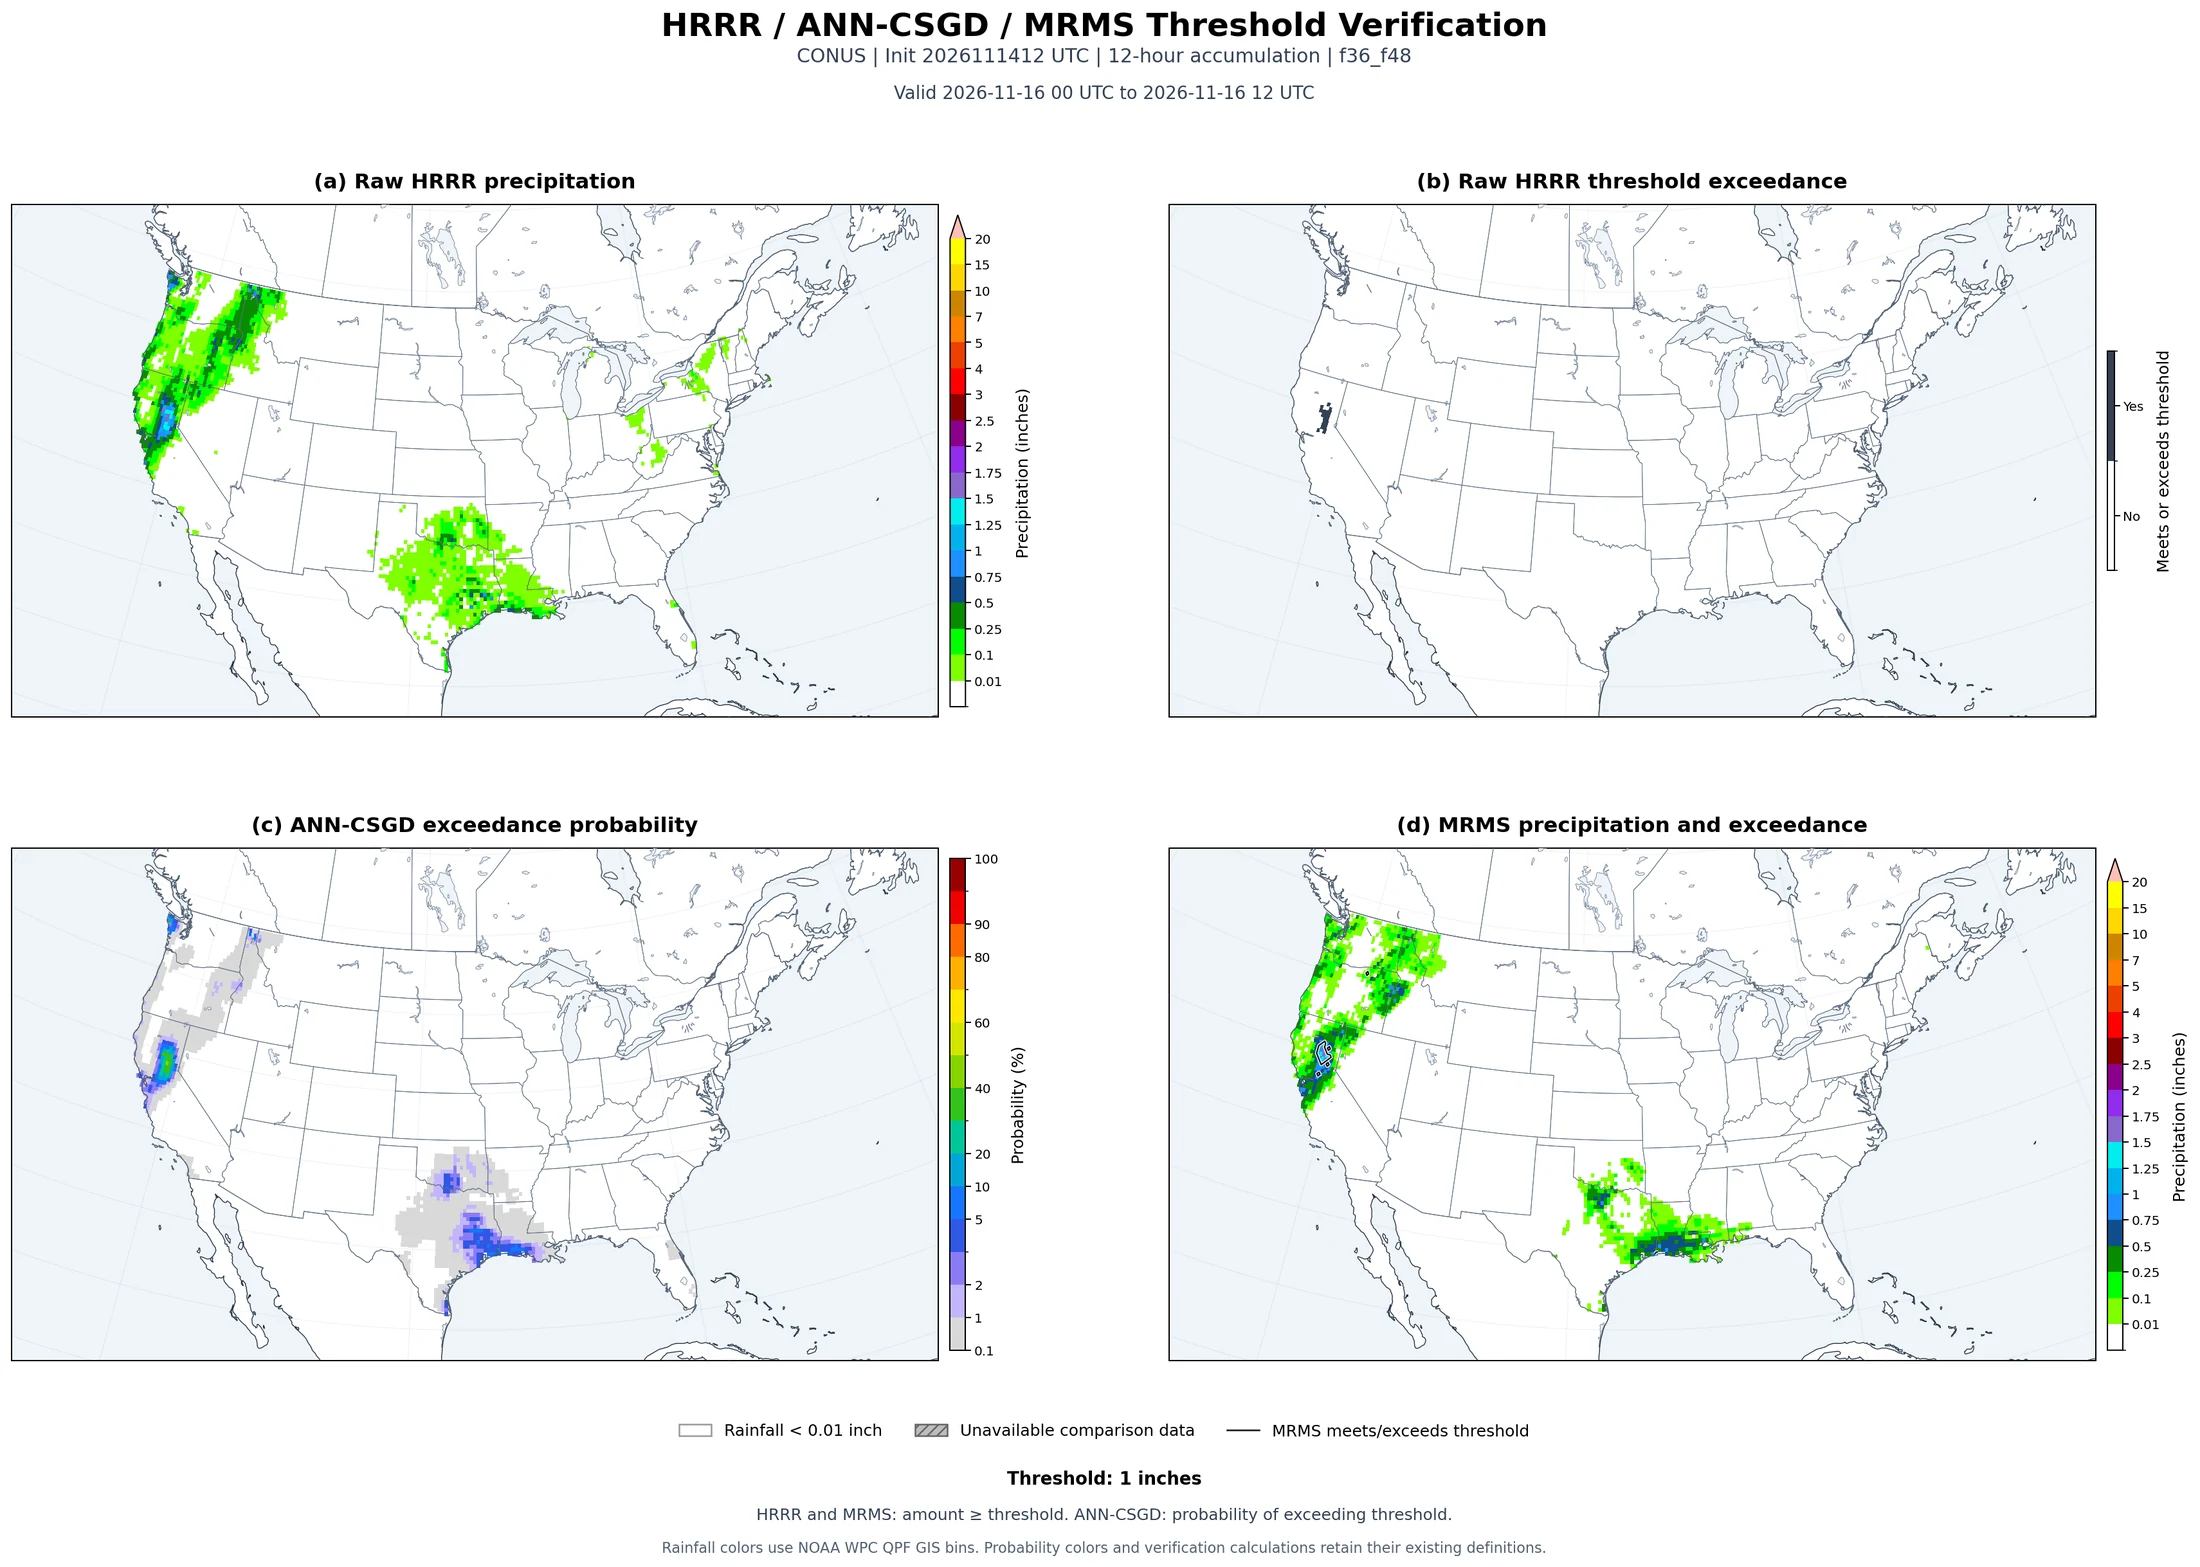 HRRR / ANN-CSGD / MRMS Threshold Verification
CONUS | Init 2026111412 UTC | 12-hour accumulation | f36_f48
Valid 2026-11-16 00 UTC to 2026-11-16 12 UTC
(a) Raw HRRR precipitation
20
15
10
7
5
4
3
2.5
2
1.75
1.5
1.25
1
0.75
0.5
0.25
0.1
0.01
Precipitation (inches)
(b) Raw HRRR threshold exceedance
Yes
No
Meets or exceeds threshold
(c) ANN-CSGD exceedance probability
100
90
80
60
40
20
10
5
2
1
0.1
Probability (%)
(d) MRMS precipitation and exceedance
20
15
10
7
5
4
3
2.5
2
1.75
1.5
1.25
1
0.75
0.5
0.25
0.1
0.01
Precipitation (inches)
Rainfall < 0.01 inch
Unavailable comparison data
MRMS meets/exceeds threshold
Threshold: 1 inches
HRRR and MRMS: amount ≥ threshold. ANN-CSGD: probability of exceeding threshold.
Rainfall colors use NOAA WPC QPF GIS bins. Probability colors and verification calculations retain their existing definitions.